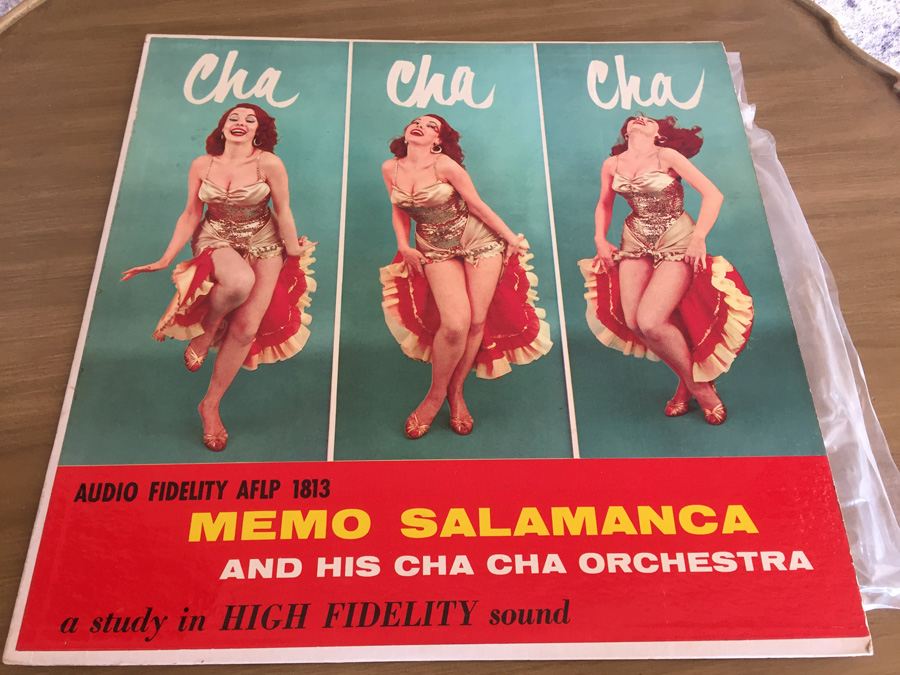 Cha Cha Cha
AUDIO FIDELITY AFLP 1813
MEMO SALAMANCA
AND HIS CHA CHA ORCHESTRA
a study in HIGH FIDELITY sound